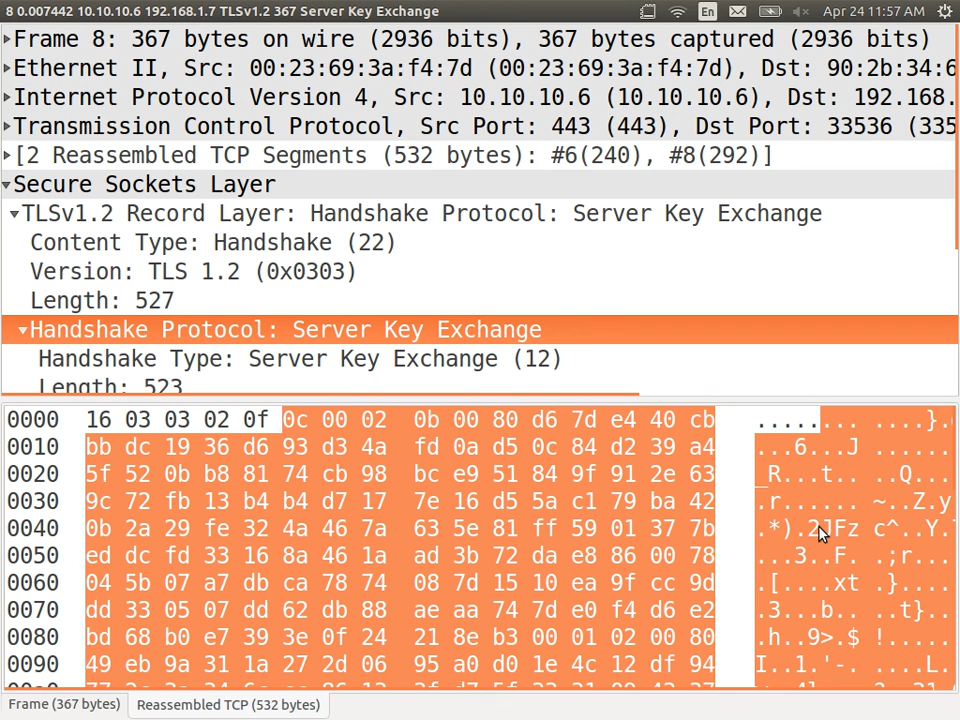 8 0.007442 10.10.10.6 192.168.1.7 TLSv1.2 367 Server Key Exchange
En
Apr 24 11:57 AM
Frame 8: 367 bytes on wire (2936 bits), 367 bytes captured (2936 bits)
Ethernet II, Src: 00:23:69:3a:f4:7d (00:23:69:3a:f4:7d), Dst: 90:2b:34:6
Internet Protocol Version 4, Src: 10.10.10.6 (10.10.10.6), Dst: 192.168.
Transmission Control Protocol, Src Port: 443 (443), Dst Port: 33536 (335
[2 Reassembled TCP Segments (532 bytes): #6(240), #8(292)]
Secure Sockets Layer
TLSv1.2 Record Layer: Handshake Protocol: Server Key Exchange
Content Type: Handshake (22)
Version: TLS 1.2 (0x0303)
Length: 527
Handshake Protocol: Server Key Exchange
Handshake Type: Server Key Exchange (12)
Length: 523
0000 16 03 03 02 0f 0c 00 02 0b 00 80 d6 7d e4 40 cb ........ ....}.
0010 bb dc 19 36 d6 93 d3 4a fd 0a d5 0c 84 d2 39 a4 ...6...J ......
0020 5f 52 0b b8 81 74 cb 98 bc e9 51 84 9f 91 2e 63 _R...t.. ..Q...
0030 9c 72 fb 13 b4 b4 d7 17 7e 16 d5 5a c1 79 ba 42 .r...... ~..Z.y
0040 0b 2a 29 fe 32 4a 46 7a 63 5e 81 ff 59 01 37 7b .*).2JFz c^..Y.
0050 ed dc fd 33 16 8a 46 1a ad 3b 72 da e8 86 00 78 ...3..F. .;r...
0060 04 5b 07 a7 db ca 78 74 08 7d 15 10 ea 9f cc 9d .[....xt .}....
0070 dd 33 05 07 dd 62 db 88 ae aa 74 7d e0 f4 d6 e2 .3...b.. ..t}...
0080 bd 68 b0 e7 39 3e 0f 24 21 8e b3 00 01 02 00 80 .h..9>.$ !.....
0090 49 eb 9a 31 1a 27 2d 06 95 a0 d0 1e 4c 12 df 94 I..1.'-. ....L.
Frame (367 bytes) Reassembled TCP (532 bytes)